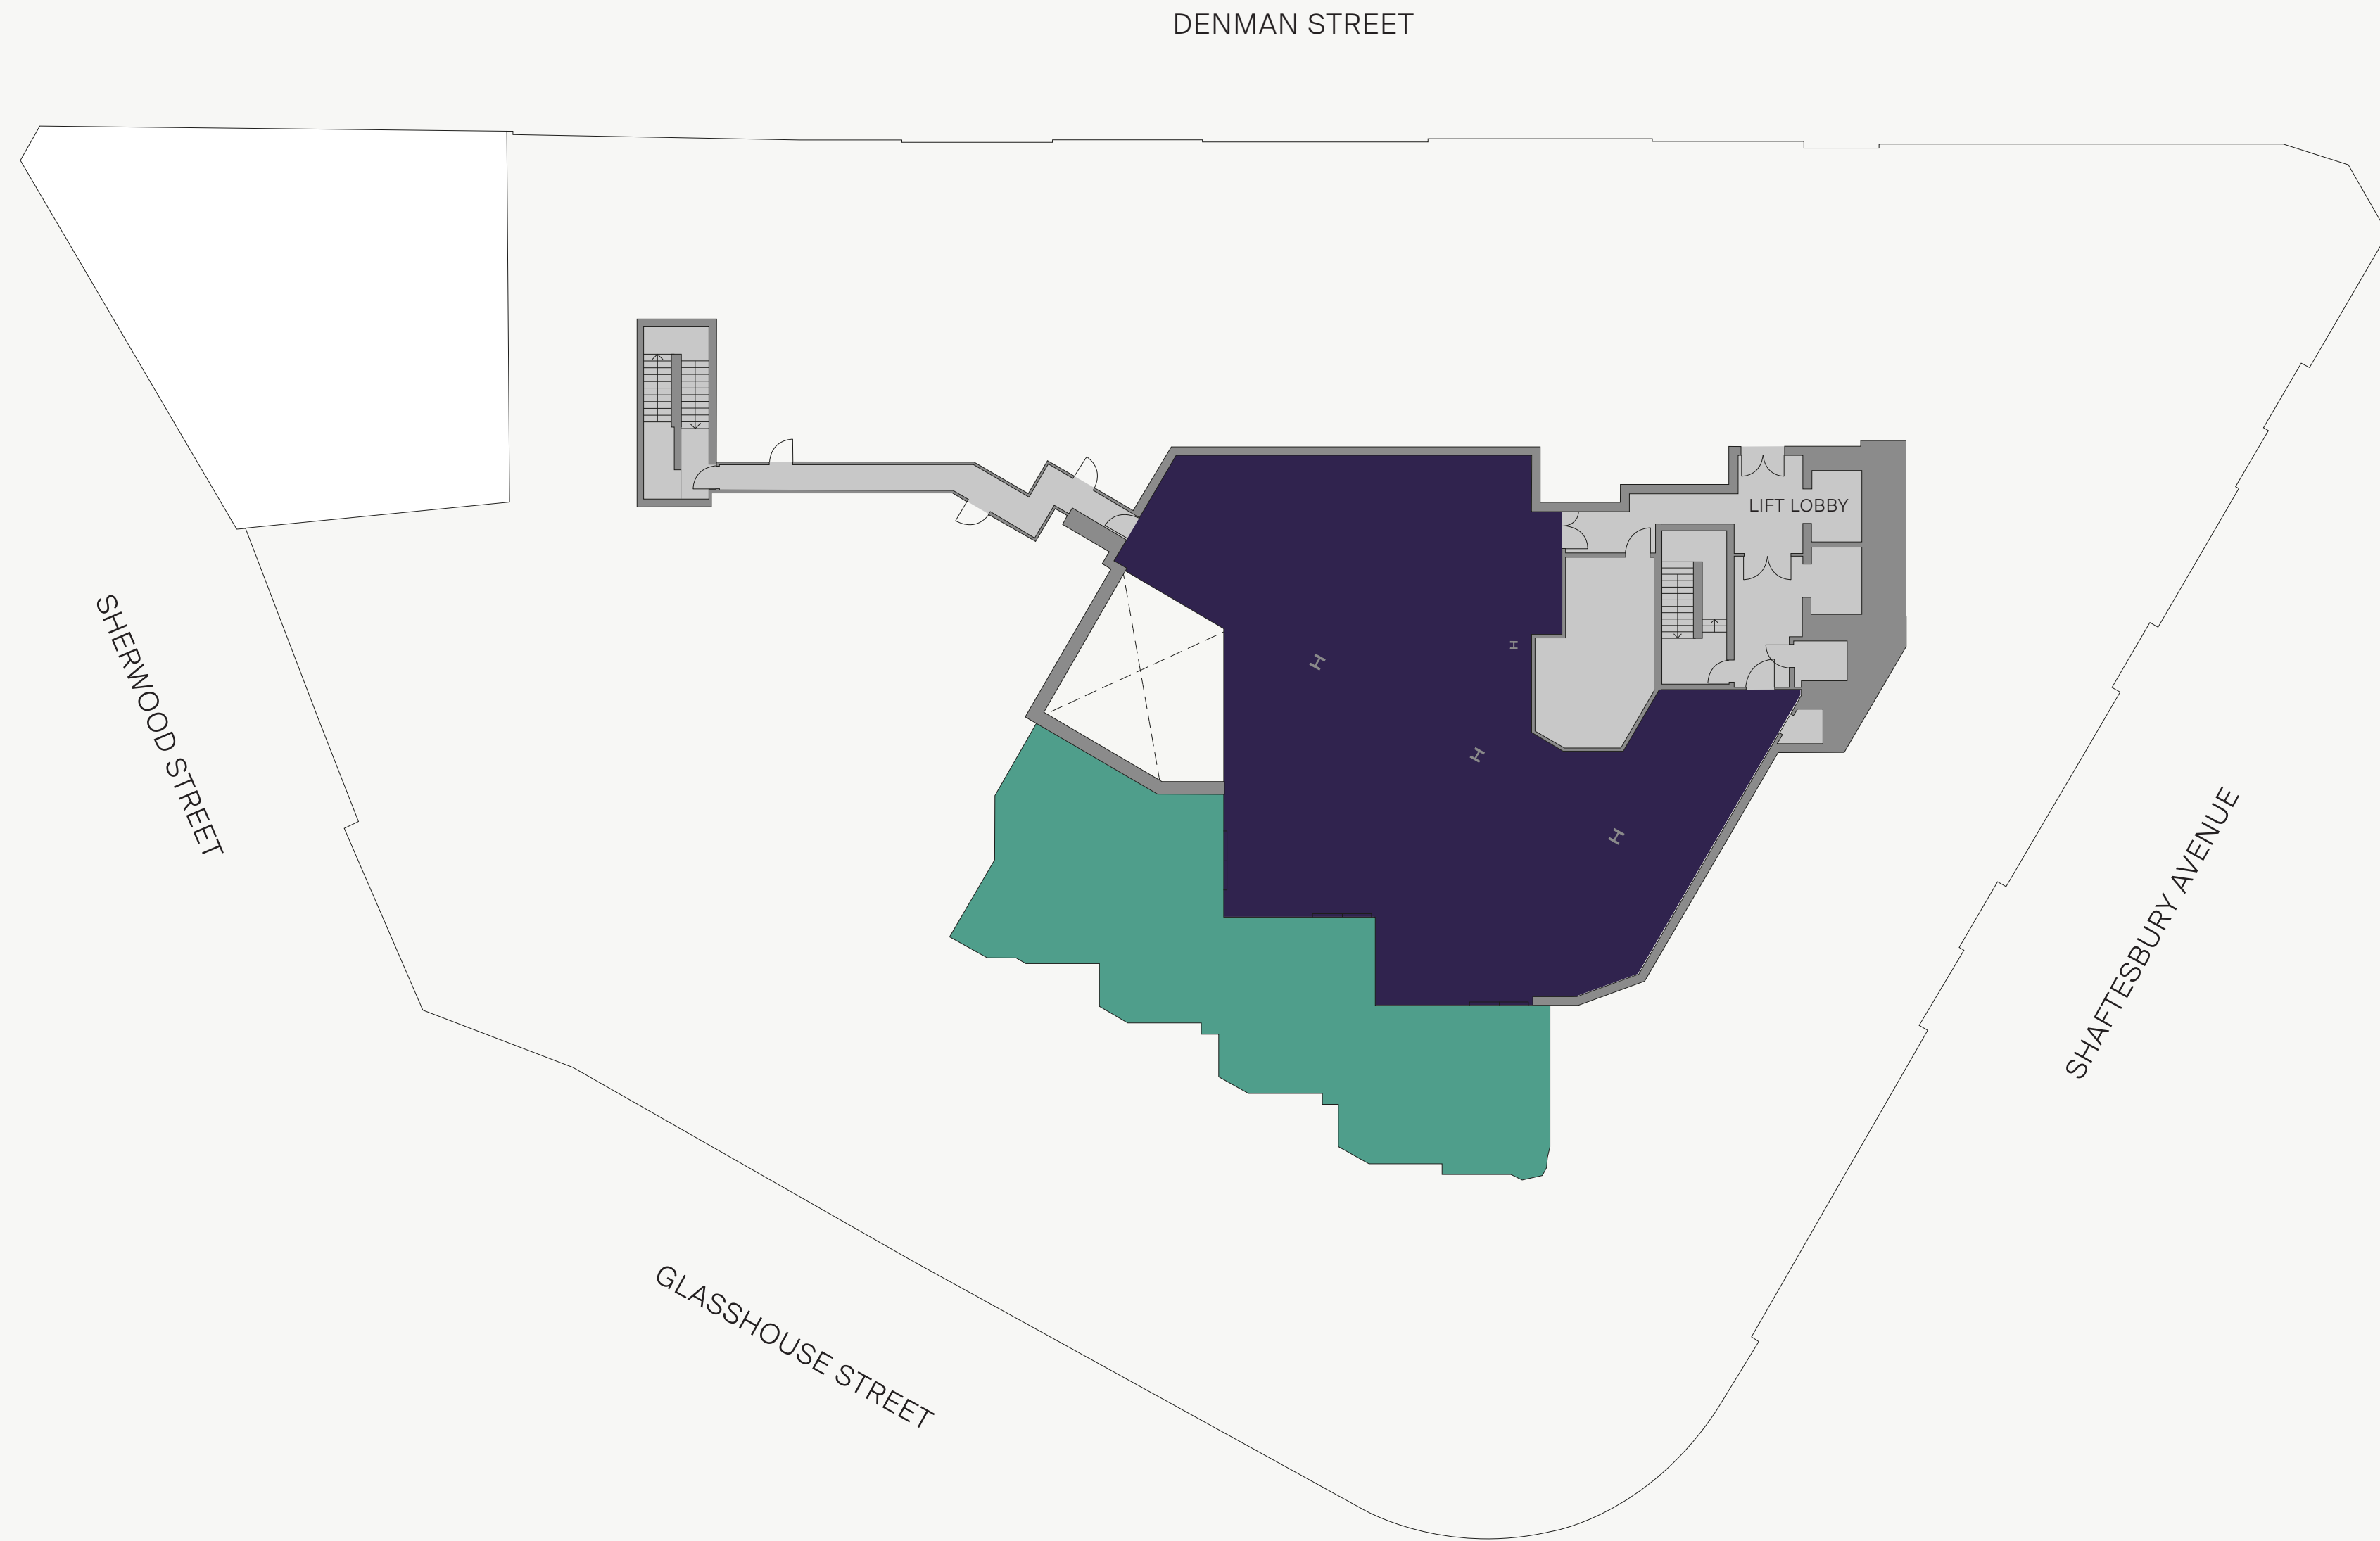 DENMAN STREET
LIFT LOBBY
SHERWOOD STREET
SHAFTESBURY AVENUE
GLASSHOUSE STREET